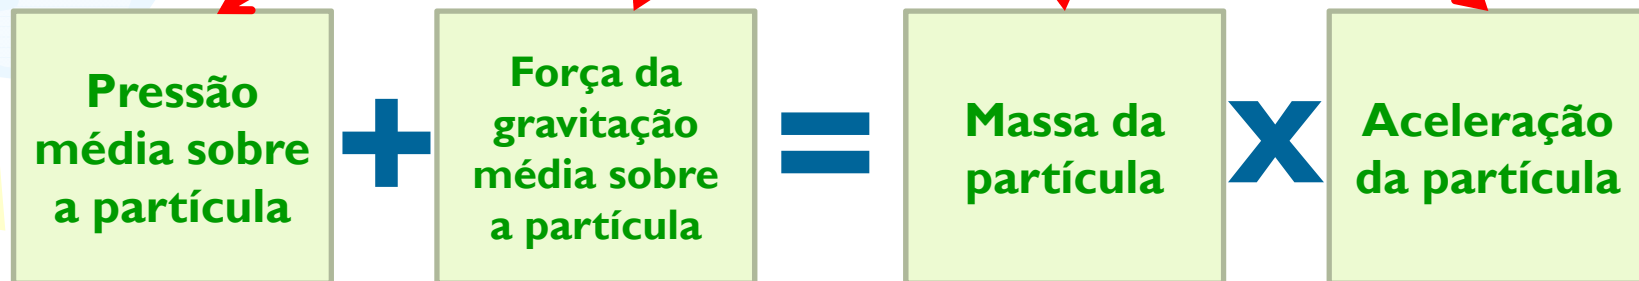 Pressão
média sobre
a partícula
+
Força da
gravitação
média sobre
a partícula
=
Massa da
partícula
x
Aceleração
da partícula